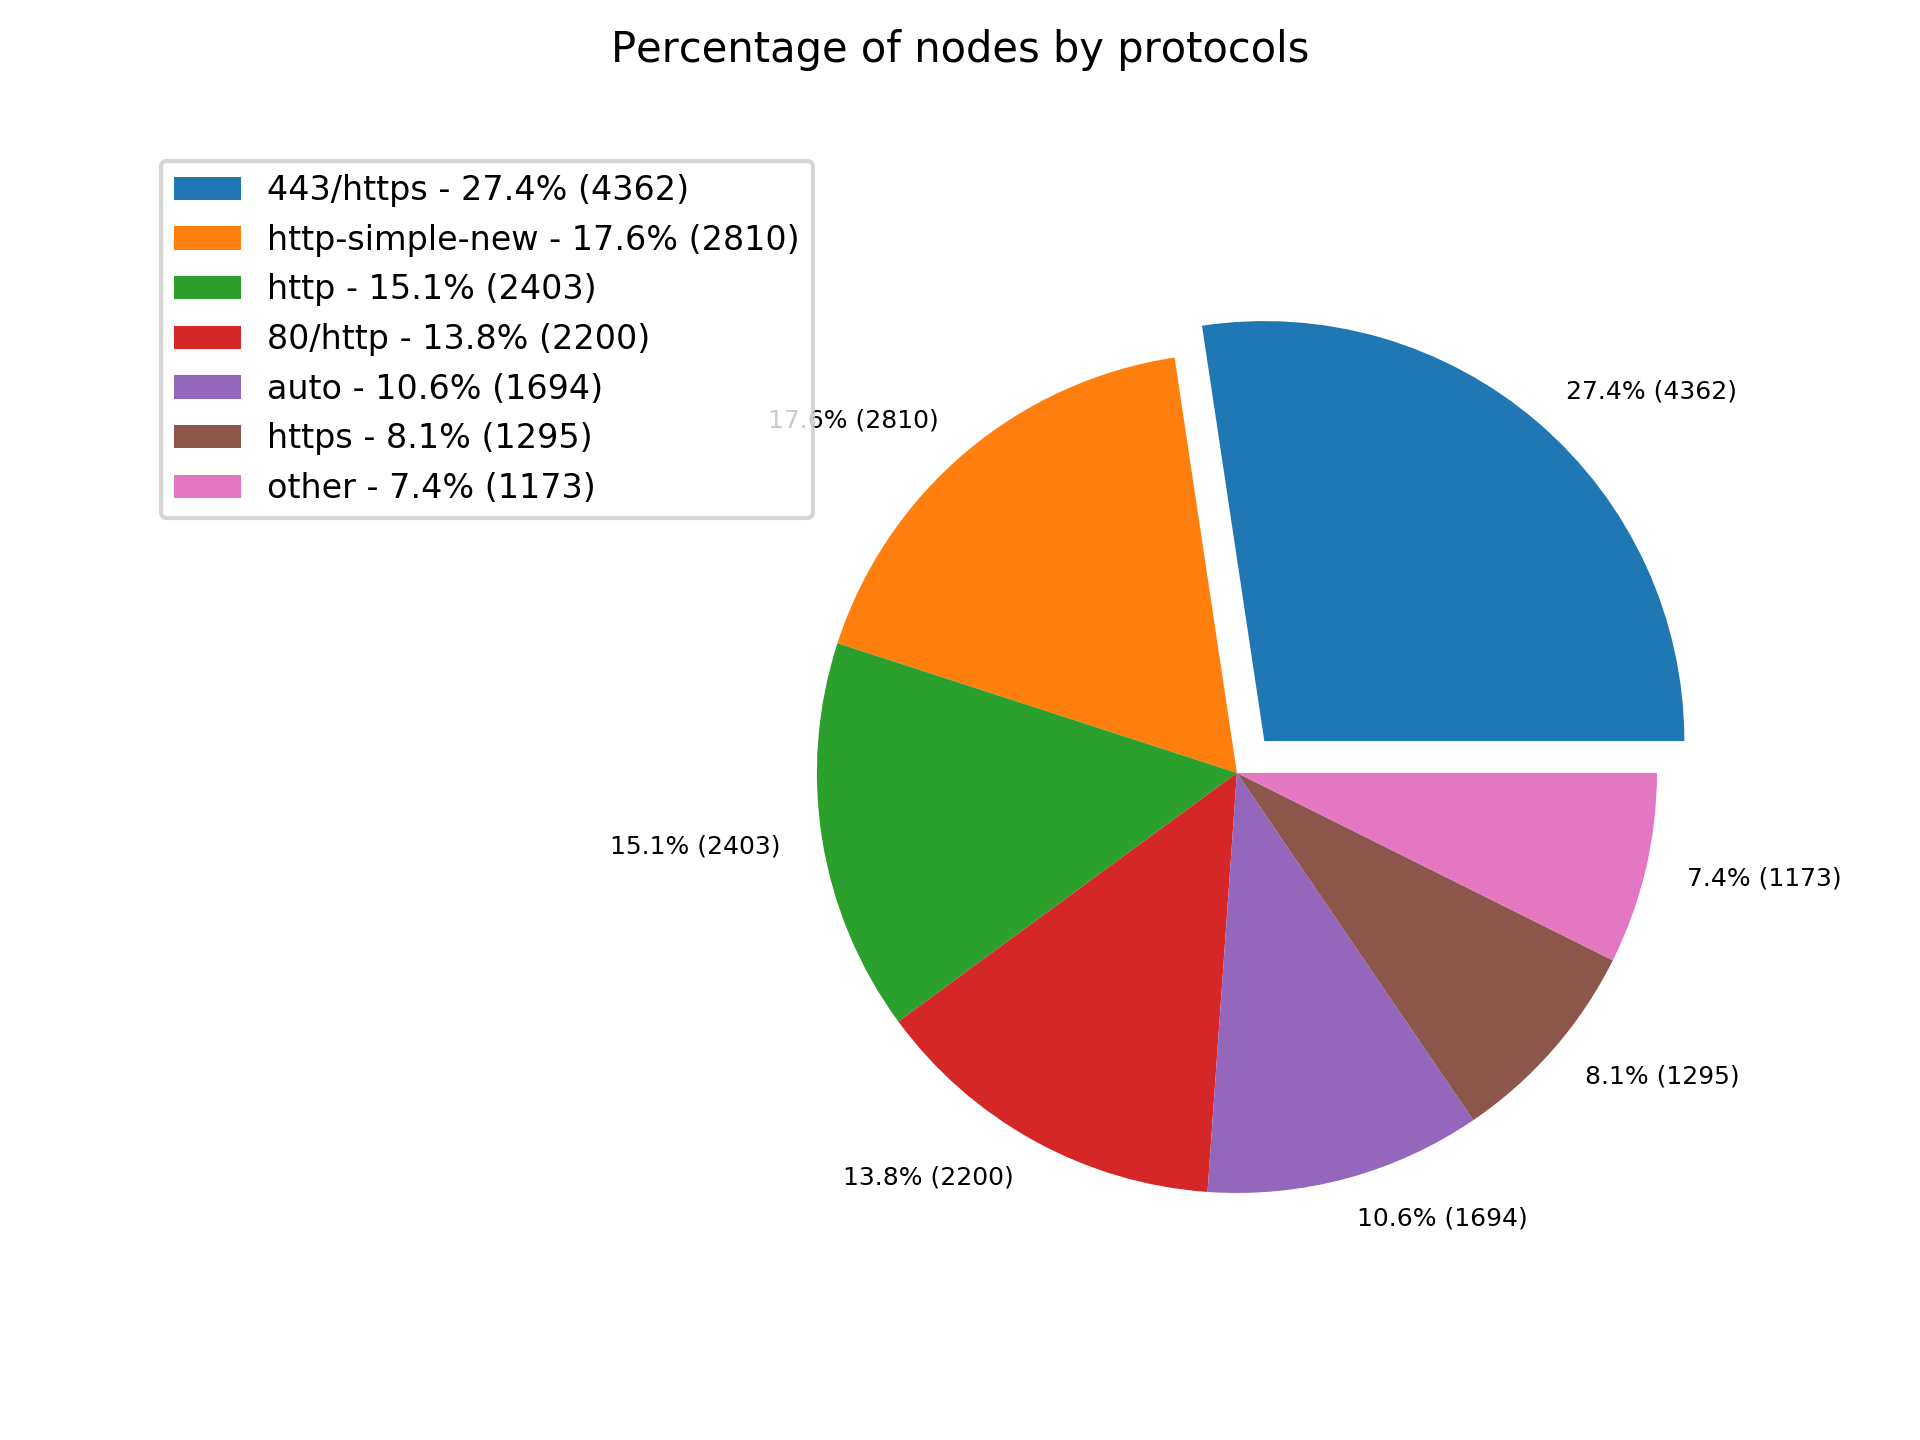 Percentage of nodes by protocols
443/https - 27.4% (4362)
http-simple-new - 17.6% (2810)
http - 15.1% (2403)
80/http - 13.8% (2200)
auto - 10.6% (1694)
https - 8.1% (1295)
other - 7.4% (1173)
27.4% (4362)
17.6% (2810)
15.1% (2403)
7.4% (1173)
8.1% (1295)
13.8% (2200)
10.6% (1694)